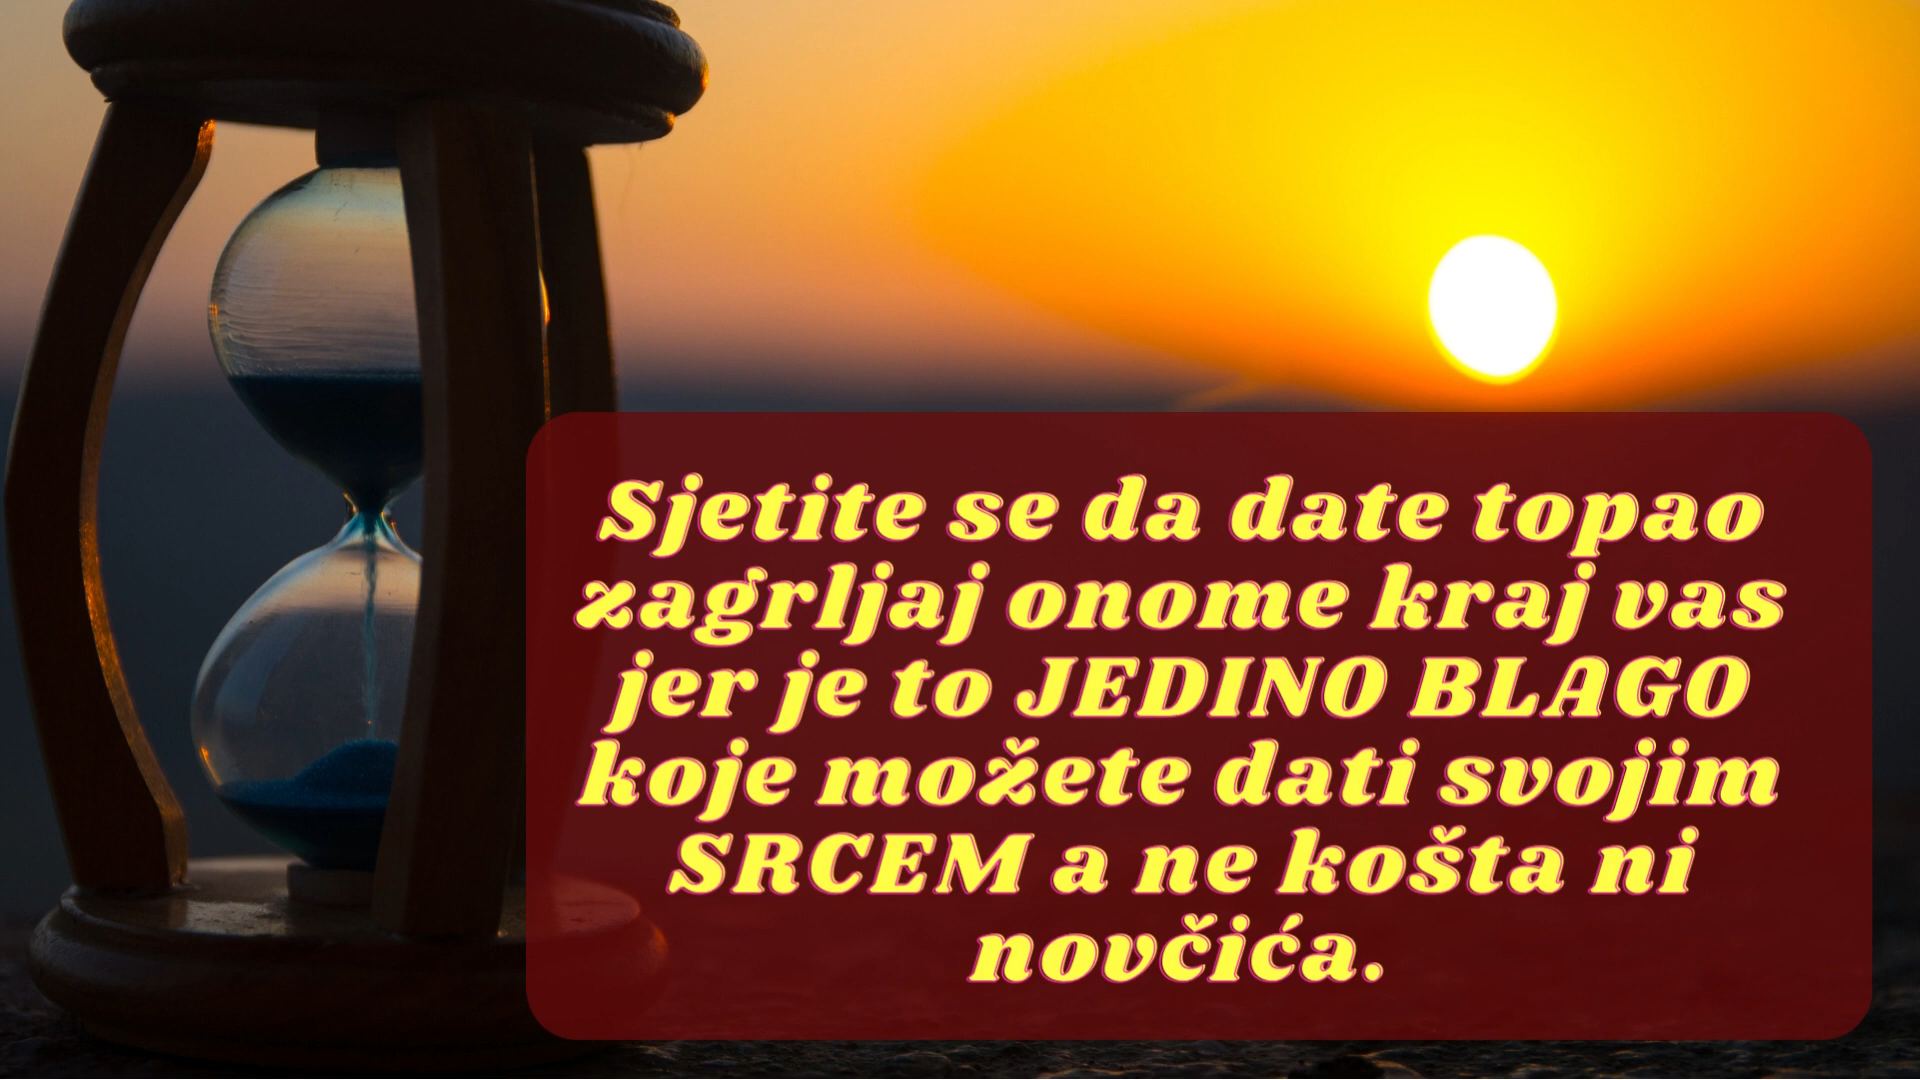 Sjetite se da date topao
zagrljaj onome kraj vas
jer je to JEDINO BLAGO
koje možete dati svojim
SRCEM a ne košta ni
novčića.